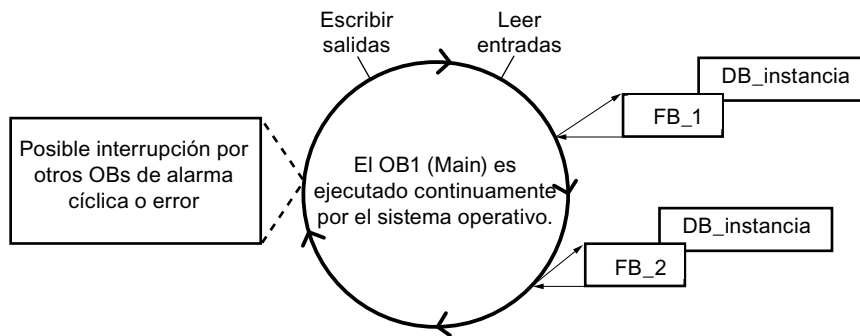 Escribir
salidas
Leer
entradas
DB_instancia
FB_1
Posible interrupción por
otros OBs de alarma
cíclica o error
El OB1 (Main) es
ejecutado continuamente
por el sistema operativo.
DB_instancia
FB_2